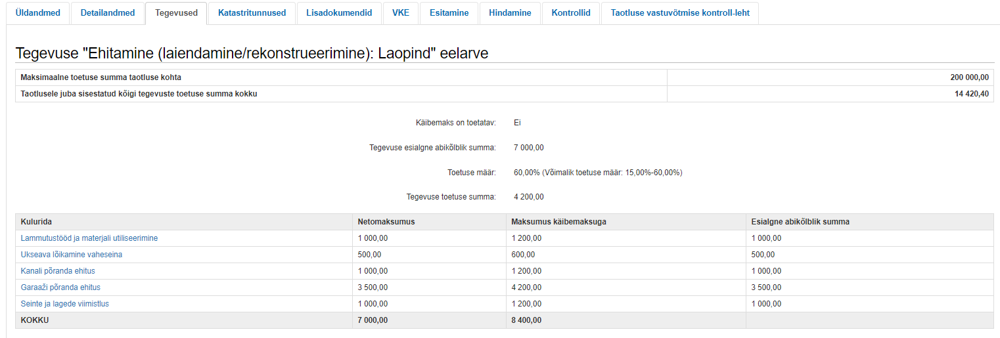 Üldandmed Detailandmed Tegevused Katastritunnused Lisadokumendid VKE Esitamine Hindamine Kontrollid Taotluse vastuvõtmise kontroll-leht
Tegevuse "Ehitamine (laiendamine/rekonstrueerimine): Laopind" eelarve
Maksimaalne toetuse summa taotluse kohta 200 000,00
Taotlusele juba sisestatud kõigi tegevuste toetuse summa kokku 14 420,40
Käibemaks on toetatav: Ei
Tegevuse esialgne abikõlblik summa: 7 000,00
Toetuse määr: 60,00% (Võimalik toetuse määr: 15,00%-60,00%)
Tegevuse toetuse summa: 4 200,00
Kulurida Netomaksumus Maksumus käibemaksuga Esialgne abikõlblik summa
Lammutustööd ja materjali utiliseerimine 1 000,00 1 200,00 1 000,00
Ukseava lõikamine vaheseina 500,00 600,00 500,00
Kanali põranda ehitus 1 000,00 1 200,00 1 000,00
Garaaži põranda ehitus 3 500,00 4 200,00 3 500,00
Seinte ja lagede viimistlus 1 000,00 1 200,00 1 000,00
KOKKU 7 000,00 8 400,00